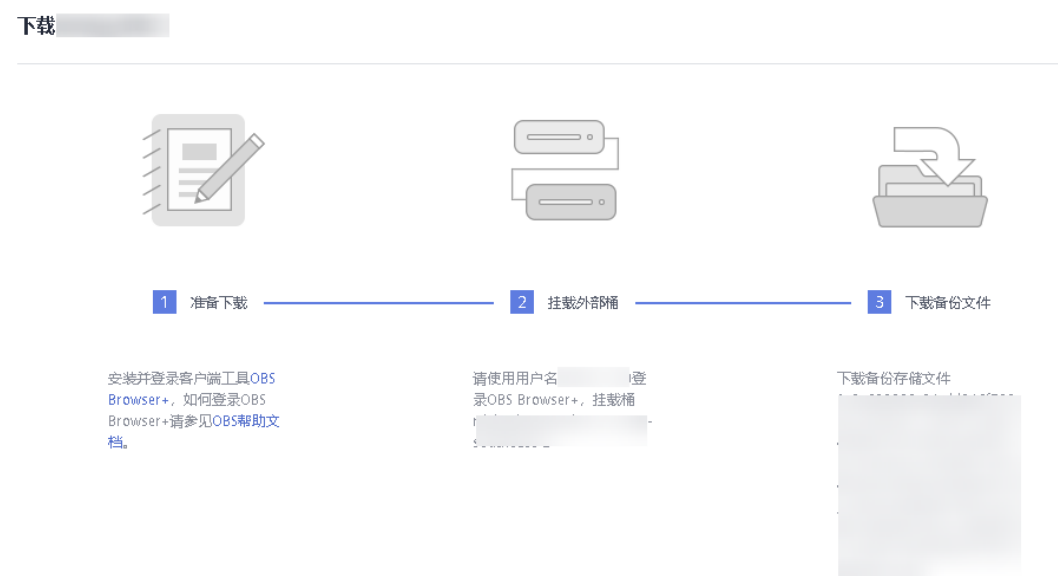 下载
1 准备下载
2 挂载外部桶
3 下载备份文件
安装并登录客户端工具OBS
Browser+，如何登录OBS
Browser+请参见OBS帮助文
档。
请使用用户名
登
录OBS Browser+，挂载桶
下载备份存储文件